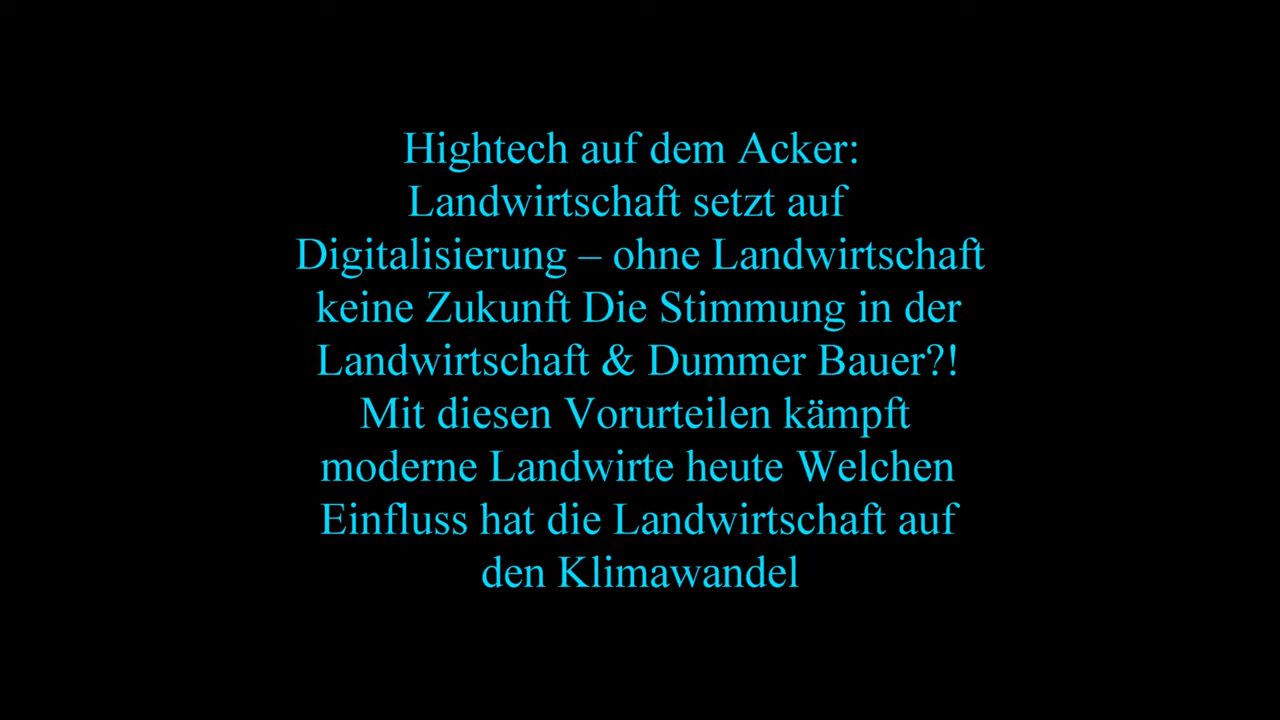 Hightech auf dem Acker:
Landwirtschaft setzt auf
Digitalisierung – ohne Landwirtschaft
keine Zukunft Die Stimmung in der
Landwirtschaft & Dummer Bauer?!
Mit diesen Vorurteilen kämpft
moderne Landwirte heute Welchen
Einfluss hat die Landwirtschaft auf
den Klimawandel